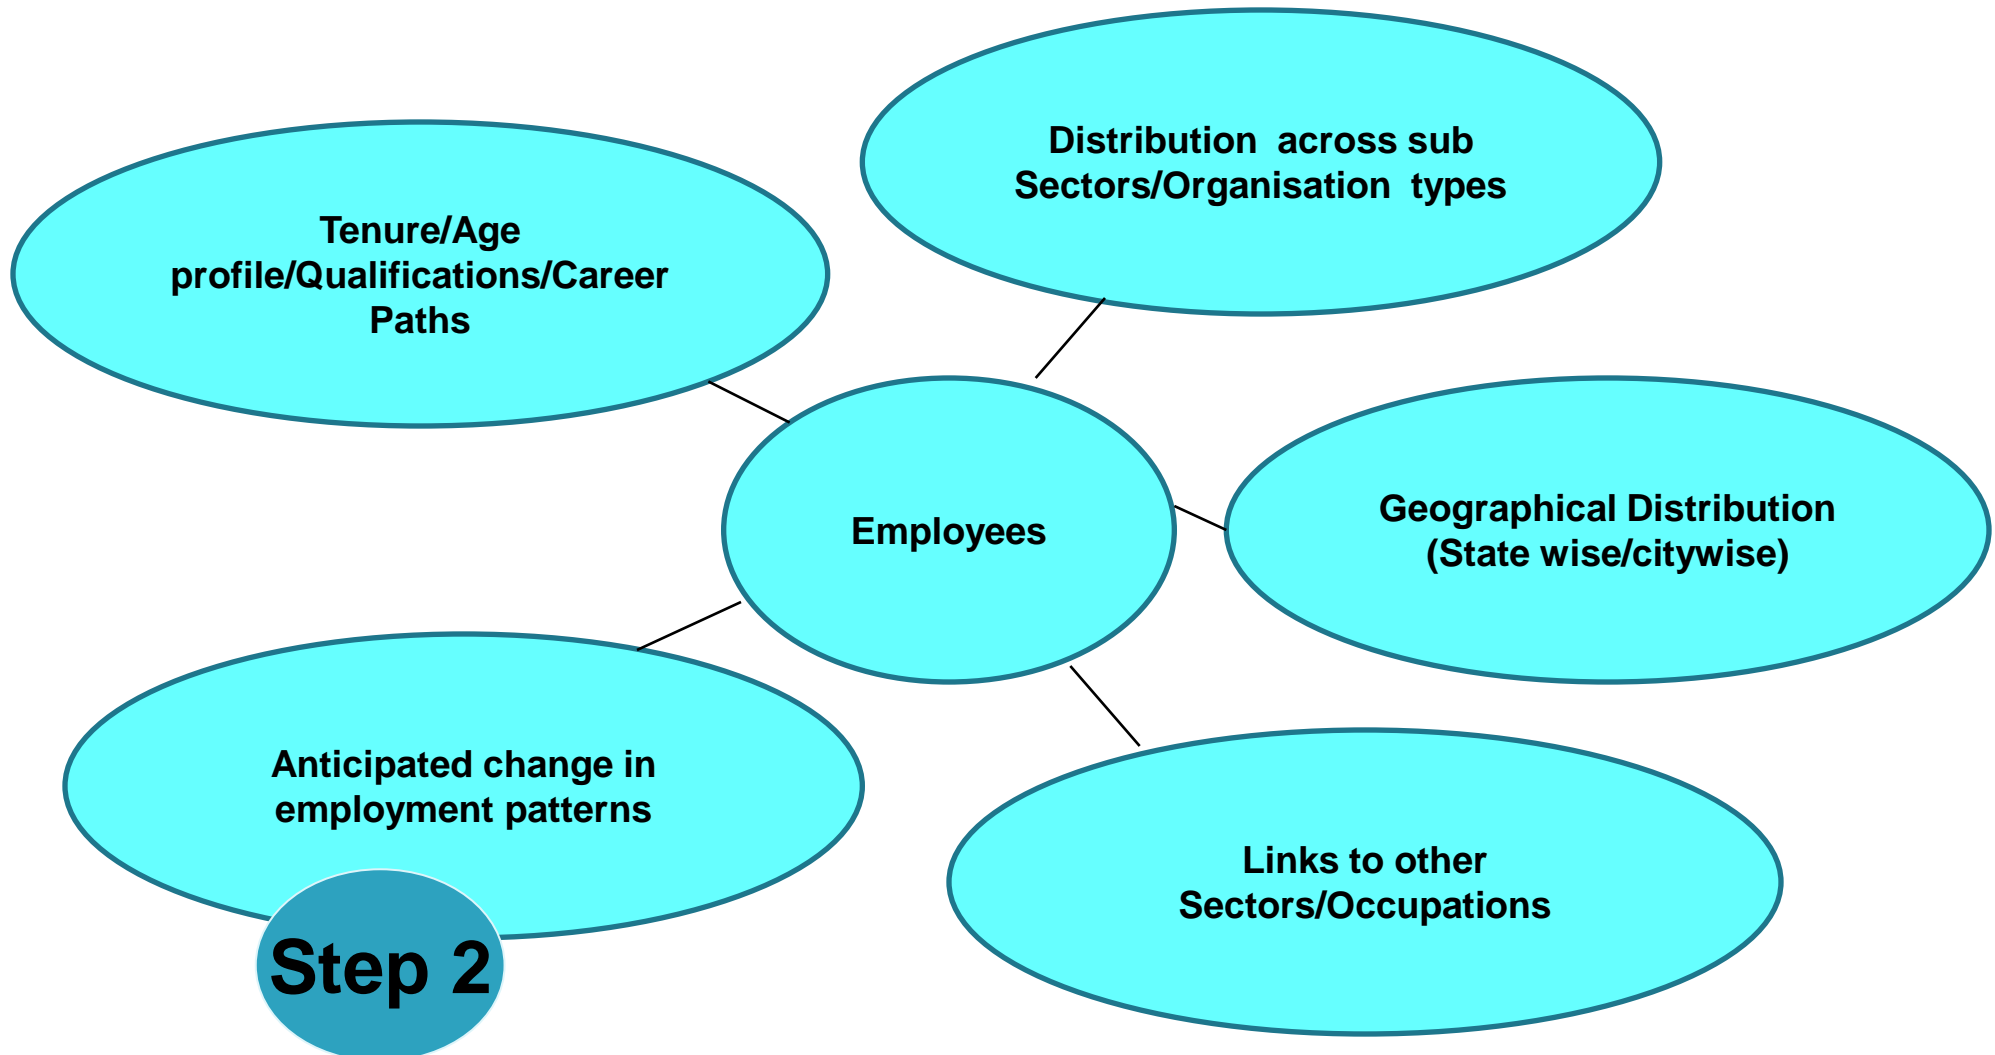 Distribution  across sub
Sectors/Organisation  types
Tenure/Age
profile/Qualifications/Career
Paths
Geographical Distribution
(State wise/citywise)
Employees
Anticipated change in
employment patterns
Links to other
Sectors/Occupations
Step 2